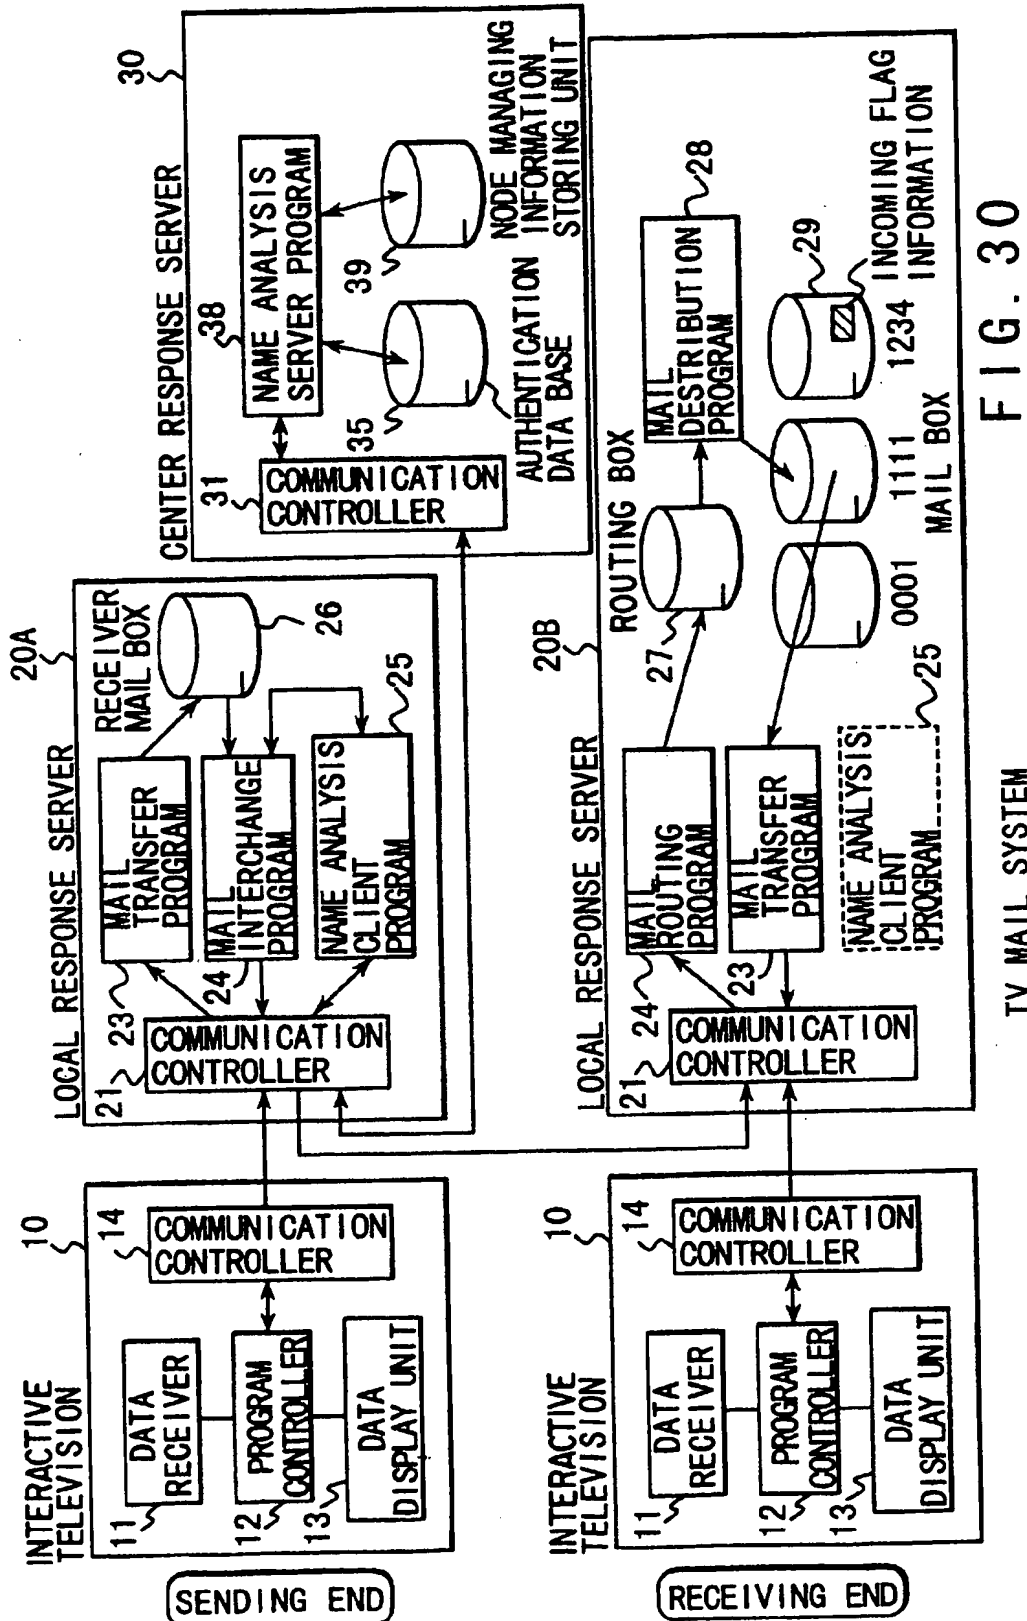 SENDING END
INTERACTIVE
TELEVISION
10
DATA
RECEIVER
11
PROGRAM
CONTROLLER
12
DATA
DISPLAY UNIT
13
14
COMMUNICATION
CONTROLLER
LOCAL RESPONSE SERVER
20A
21
COMMUNICATION
CONTROLLER
23
MAIL
TRANSFER
PROGRAM
24
MAIL
INTERCHANGE
PROGRAM
NAME ANALYSIS
CLIENT
PROGRAM
25
RECEIVER
MAIL BOX
26
CENTER RESPONSE SERVER
30
31
COMMUNICATION
CONTROLLER
38
NAME ANALYSIS
SERVER PROGRAM
35
AUTHENTICATION
DATA BASE
39
NODE MANAGING
INFORMATION
STORING UNIT
RECEIVING END
INTERACTIVE
TELEVISION
10
DATA
RECEIVER
11
PROGRAM
CONTROLLER
12
DATA
DISPLAY UNIT
13
14
COMMUNICATION
CONTROLLER
LOCAL RESPONSE SERVER
20B
21
COMMUNICATION
CONTROLLER
24
MAIL
ROUTING
PROGRAM
23
MAIL
TRANSFER
PROGRAM
NAME ANALYSIS
CLIENT
PROGRAM
25
ROUTING BOX
27
MAIL
DESTRIBUTION
PROGRAM
28
0001
1111
1234
MAIL BOX
29
INCOMING FLAG
INFORMATION
TV MAIL SYSTEM
FIG. 30